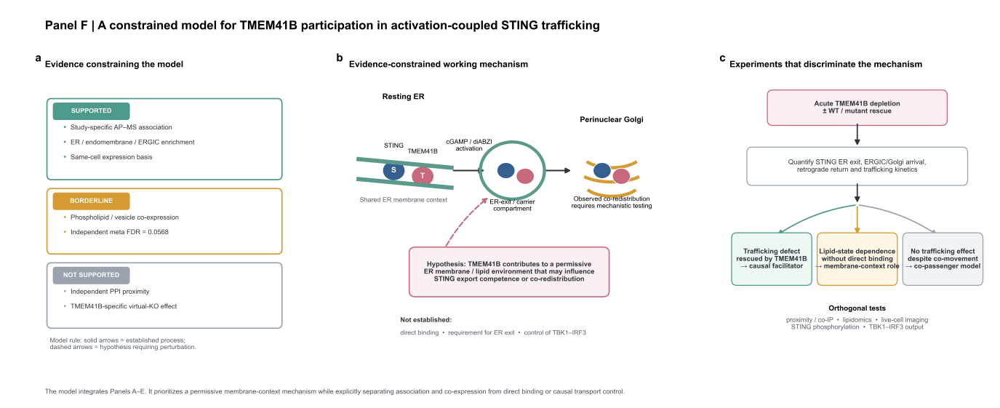 Panel F | A constrained model for TMEM41B participation in activation-coupled STING trafficking
a
Evidence constraining the model
SUPPORTED
• Study-specific AP–MS association
• ER / endomembrane / ERGIC enrichment
• Same-cell expression basis
BORDERLINE
• Phospholipid / vesicle co-expression
• Independent meta FDR = 0.0568
NOT SUPPORTED
• Independent PPI proximity
• TMEM41B-specific virtual-KO effect
Model rule: solid arrows = established process;
dashed arrows = hypothesis requiring perturbation.
b
Evidence-constrained working mechanism
Resting ER
Perinuclear Golgi
STING
TMEM41B
cGAMP / diABZI
activation
S
T
Shared ER membrane context
ER-exit / carrier
compartment
Observed co-redistribution
requires mechanistic testing
Hypothesis: TMEM41B contributes to a permissive
ER membrane / lipid environment that may influence
STING export competence or co-redistribution
Not established:
direct binding • requirement for ER exit • control of TBK1–IRF3
c
Experiments that discriminate the mechanism
Acute TMEM41B depletion
± WT / mutant rescue
Quantify STING ER exit, ERGIC/Golgi arrival,
retrograde return and trafficking kinetics
Trafficking defect
rescued by TMEM41B
→ causal facilitator
Lipid-state dependence
without direct binding
→ membrane-context role
No trafficking effect
despite co-movement
→ co-passenger model
Orthogonal tests
proximity / co-IP • lipidomics • live-cell imaging
STING phosphorylation • TBK1–IRF3 output
The model integrates Panels A–E. It prioritizes a permissive membrane-context mechanism while explicitly separating association and co-expression from direct binding or causal transport control.